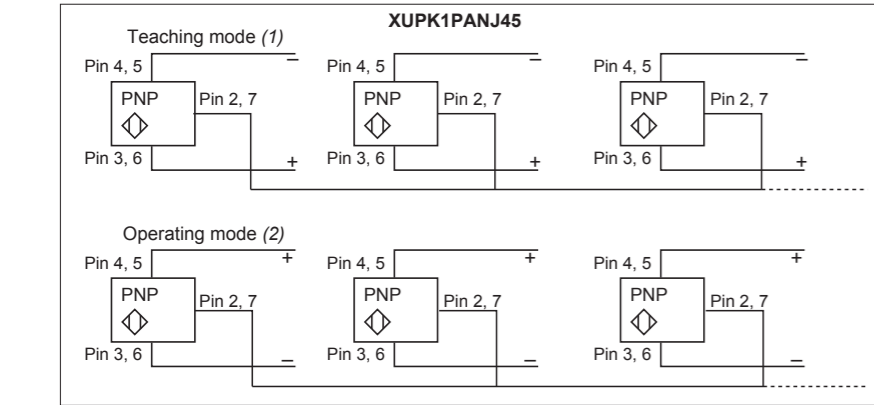 XUPK1PANJ45
Teaching mode (1)
Pin 4, 5 – Pin 4, 5 – Pin 4, 5 –
PNP Pin 2, 7 PNP Pin 2, 7 PNP Pin 2, 7
Pin 3, 6 + Pin 3, 6 + Pin 3, 6 +
Operating mode (2)
Pin 4, 5 + Pin 4, 5 + Pin 4, 5 +
PNP Pin 2, 7 PNP Pin 2, 7 PNP Pin 2, 7
Pin 3, 6 – Pin 3, 6 – Pin 3, 6 –